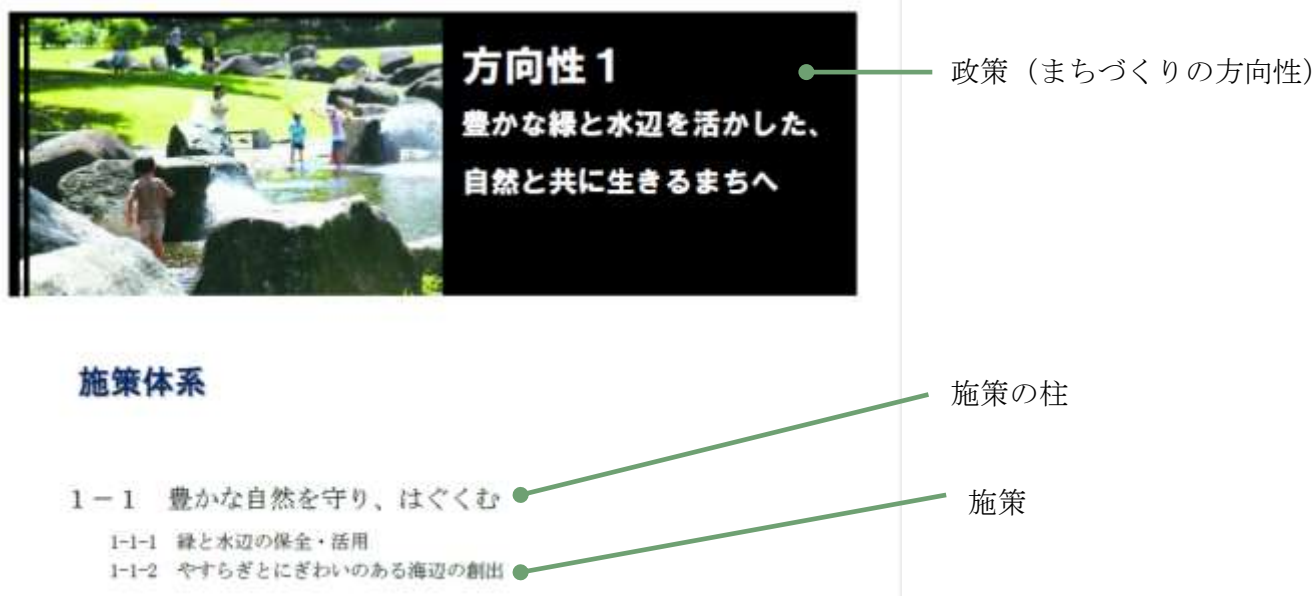 方向性1
豊かな緑と水辺を活かした、
自然と共に生きるまちへ
政策（まちづくりの方向性）
施策体系
施策の柱
1－1 豊かな自然を守り、はぐくむ
施策
1-1-1 緑と水辺の保全・活用
1-1-2 やすらぎとにぎわいのある海辺の創出